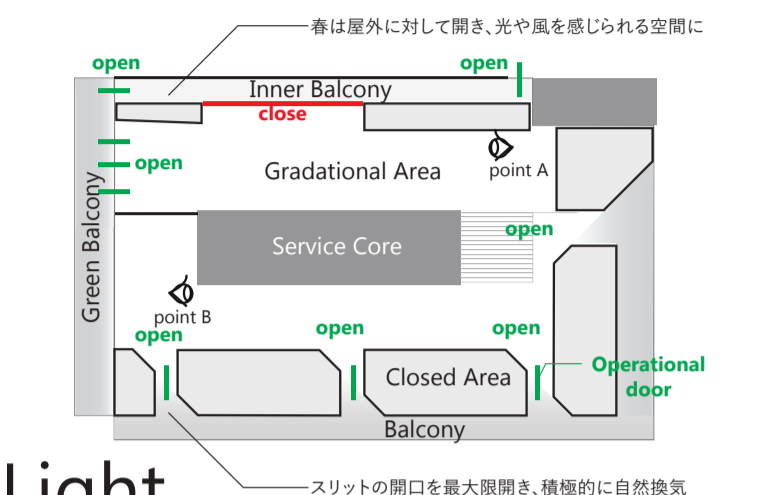 春は屋外に対して開き、光や風を感じられる空間に
open
open
Inner Balcony
close
open
Gradational Area
point A
Green Balcony
Service Core
open
point B
open
open
open
Operational
door
Closed Area
Balcony
Light
スリットの開口を最大限開き、積極的に自然換気